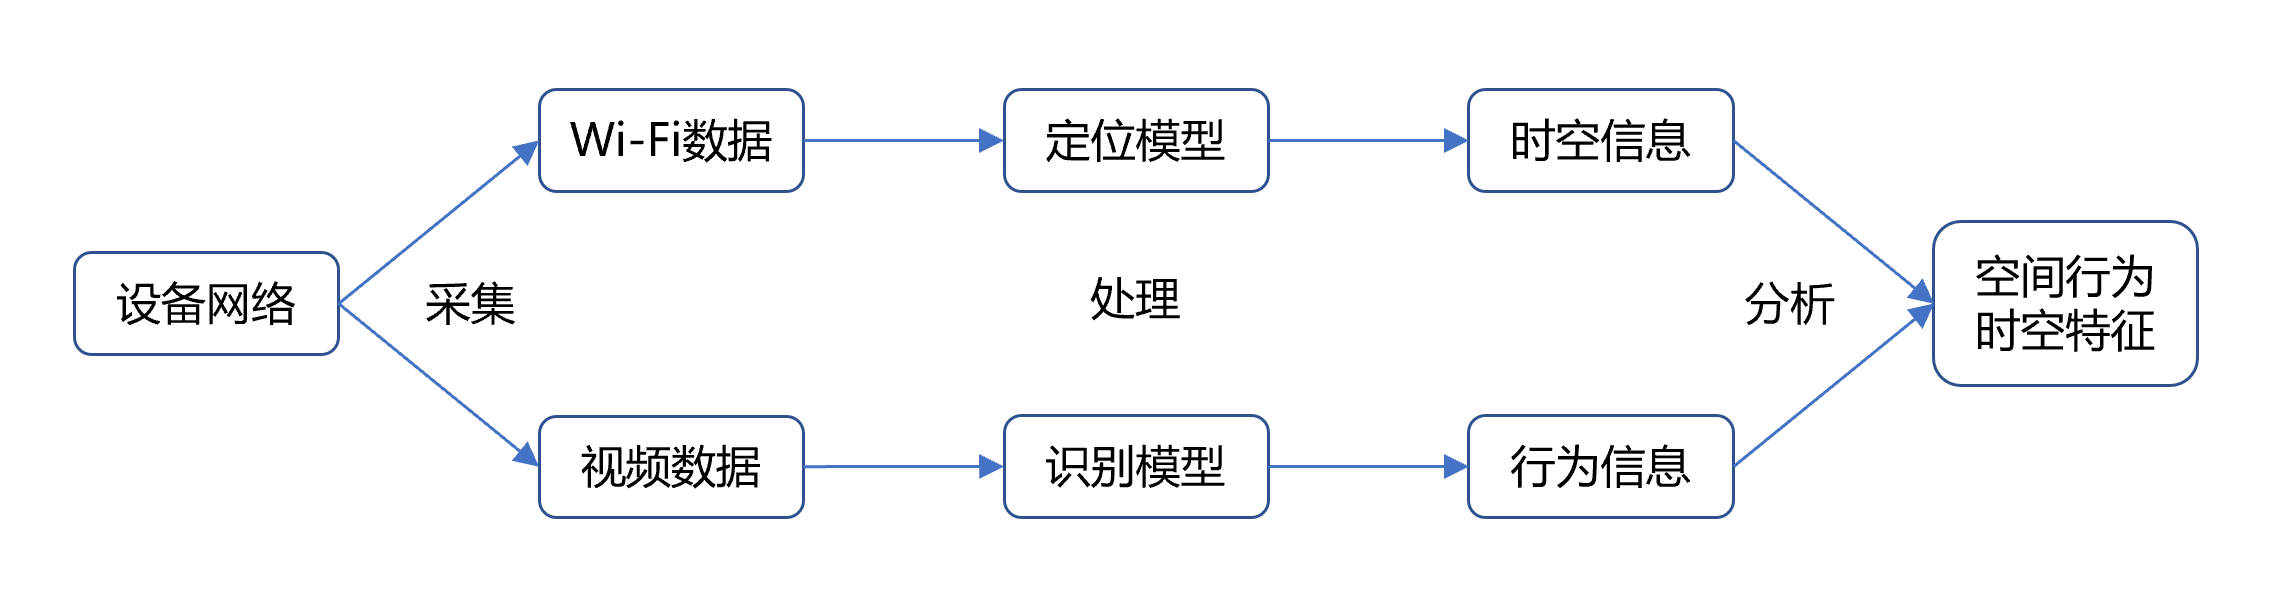 Wi-Fi数据
定位模型
时空信息
设备网络
采集
处理
分析
空间行为
时空特征
视频数据
识别模型
行为信息